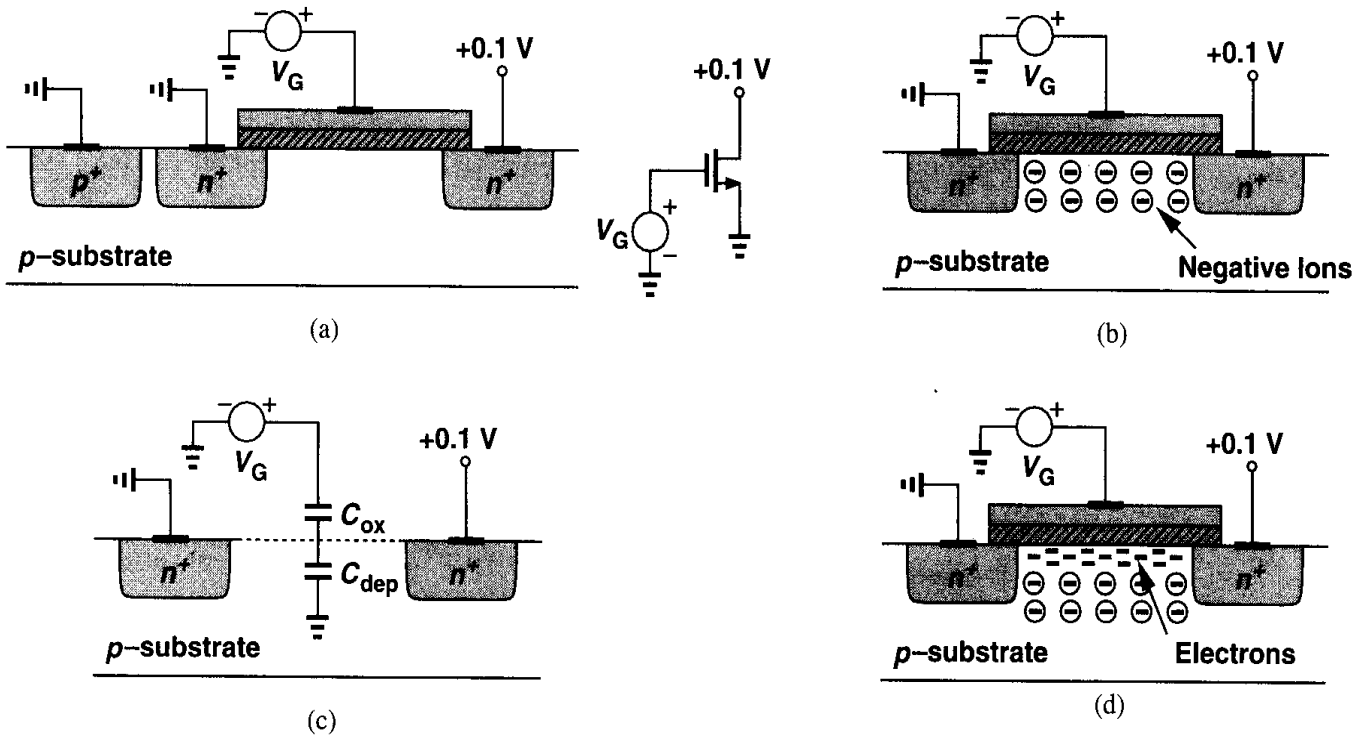 − +
V_G
+0.1 V
p+
n+
n+
p−substrate
(a)
+0.1 V
V_G
+
−
− +
V_G
+0.1 V
n+
n+
p−substrate
Negative Ions
(b)
− +
V_G
+0.1 V
C_ox
C_dep
n+
n+
p−substrate
(c)
− +
V_G
+0.1 V
n+
n+
p−substrate
Electrons
(d)